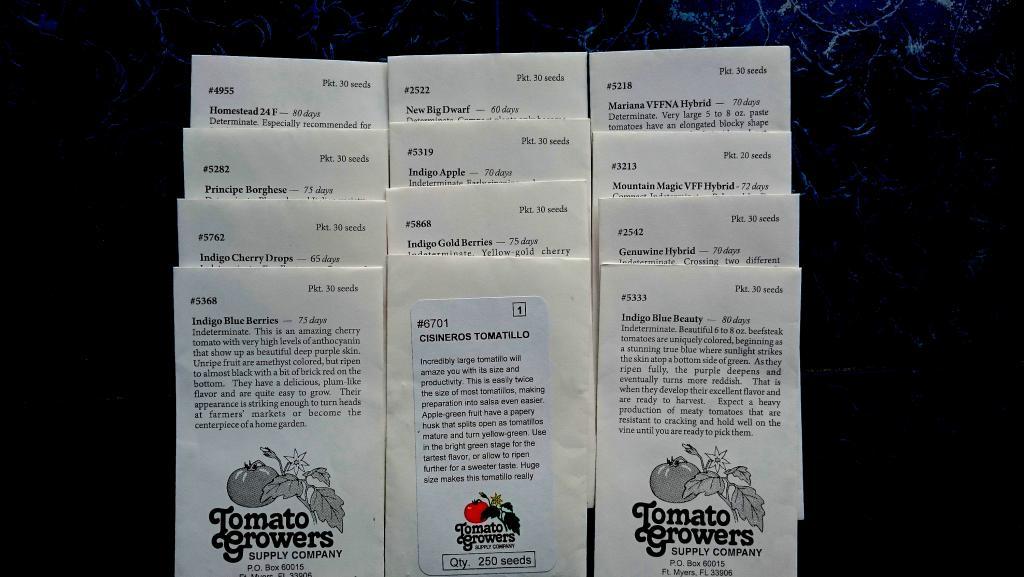 Pkt. 30 seeds
#4955
Homestead 24 F — 80 days
Determinate. Especially recommended for
Pkt. 30 seeds
#5282
Principe Borghese — 75 days
Pkt. 30 seeds
#5762
Indigo Cherry Drops — 65 days
Pkt. 30 seeds
#5368
Indigo Blue Berries — 75 days
Indeterminate. This is an amazing cherry
tomato with very high levels of anthocyanin
that show up as beautiful deep purple skin.
Unripe fruit are amethyst colored, but ripen
to almost black with a bit of brick red on the
bottom. They have a delicious, plum-like
flavor and are quite easy to grow. Their
appearance is striking enough to turn heads
at farmers' markets or become the
centerpiece of a home garden.
Tomato
Growers
SUPPLY COMPANY
P.O. Box 60015
Ft. Myers, FL 33906
Pkt. 30 seeds
#2522
New Big Dwarf — 60 days
Pkt. 30 seeds
#5319
Indigo Apple — 70 days
Indeterminate
Pkt. 30 seeds
#5868
Indigo Gold Berries — 75 days
Indeterminate. Yellow-gold cherry
1
#6701
CISINEROS TOMATILLO
Incredibly large tomatillo will
amaze you with its size and
productivity. This is easily twice
the size of most tomatillos, making
preparation into salsa even easier.
Apple-green fruit have a papery
husk that splits open as tomatillos
mature and turn yellow-green. Use
in the bright green stage for the
tartest flavor, or allow to ripen
further for a sweeter taste. Huge
size makes this tomatillo really
Tomato
Growers
SUPPLY COMPANY
Qty. 250 seeds
Pkt. 30 seeds
#5218
Mariana VFFNA Hybrid — 70 days
Determinate. Very large 5 to 8 oz. paste
tomatoes have an elongated blocky shape
Pkt. 20 seeds
#3213
Mountain Magic VFF Hybrid - 72 days
Pkt. 30 seeds
#2542
Genuwine Hybrid — 70 days
Indeterminate. Crossing two different
Pkt. 30 seeds
#5333
Indigo Blue Beauty — 80 days
Indeterminate. Beautiful 6 to 8 oz. beefsteak
tomatoes are uniquely colored, beginning as
a stunning true blue where sunlight strikes
the skin atop a bottom side of green. As they
ripen fully, the purple deepens and
eventually turns more reddish. That is
when they develop their excellent flavor and
are ready to harvest. Expect a heavy
production of meaty tomatoes that are
resistant to cracking and hold well on the
vine until you are ready to pick them.
Tomato
Growers
SUPPLY COMPANY
P.O. Box 60015
Ft. Myers, FL 33906